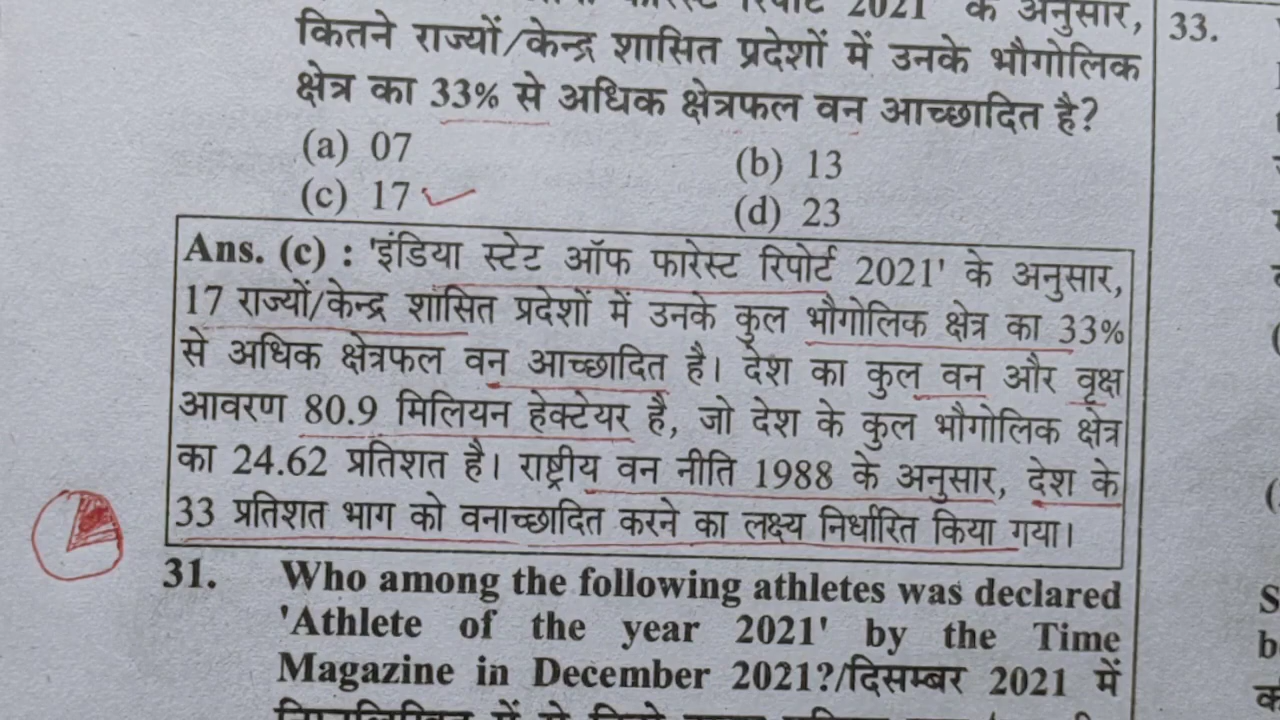 रिपोर्ट 2021' के अनुसार,
कितने राज्यों/केन्द्र शासित प्रदेशों में उनके भौगोलिक
क्षेत्र का 33% से अधिक क्षेत्रफल वन आच्छादित है?
(a) 07
(b) 13
(c) 17
(d) 23
Ans. (c) : 'इंडिया स्टेट ऑफ फारेस्ट रिपोर्ट 2021' के अनुसार,
17 राज्यों/केन्द्र शासित प्रदेशों में उनके कुल भौगोलिक क्षेत्र का 33%
से अधिक क्षेत्रफल वन आच्छादित है। देश का कुल वन और वृक्ष
आवरण 80.9 मिलियन हेक्टेयर है, जो देश के कुल भौगोलिक क्षेत्र
का 24.62 प्रतिशत है। राष्ट्रीय वन नीति 1988 के अनुसार, देश के
33 प्रतिशत भाग को वनाच्छादित करने का लक्ष्य निर्धारित किया गया।
31. Who among the following athletes was declared
'Athlete of the year 2021' by the Time
Magazine in December 2021?/दिसम्बर 2021 में
33.